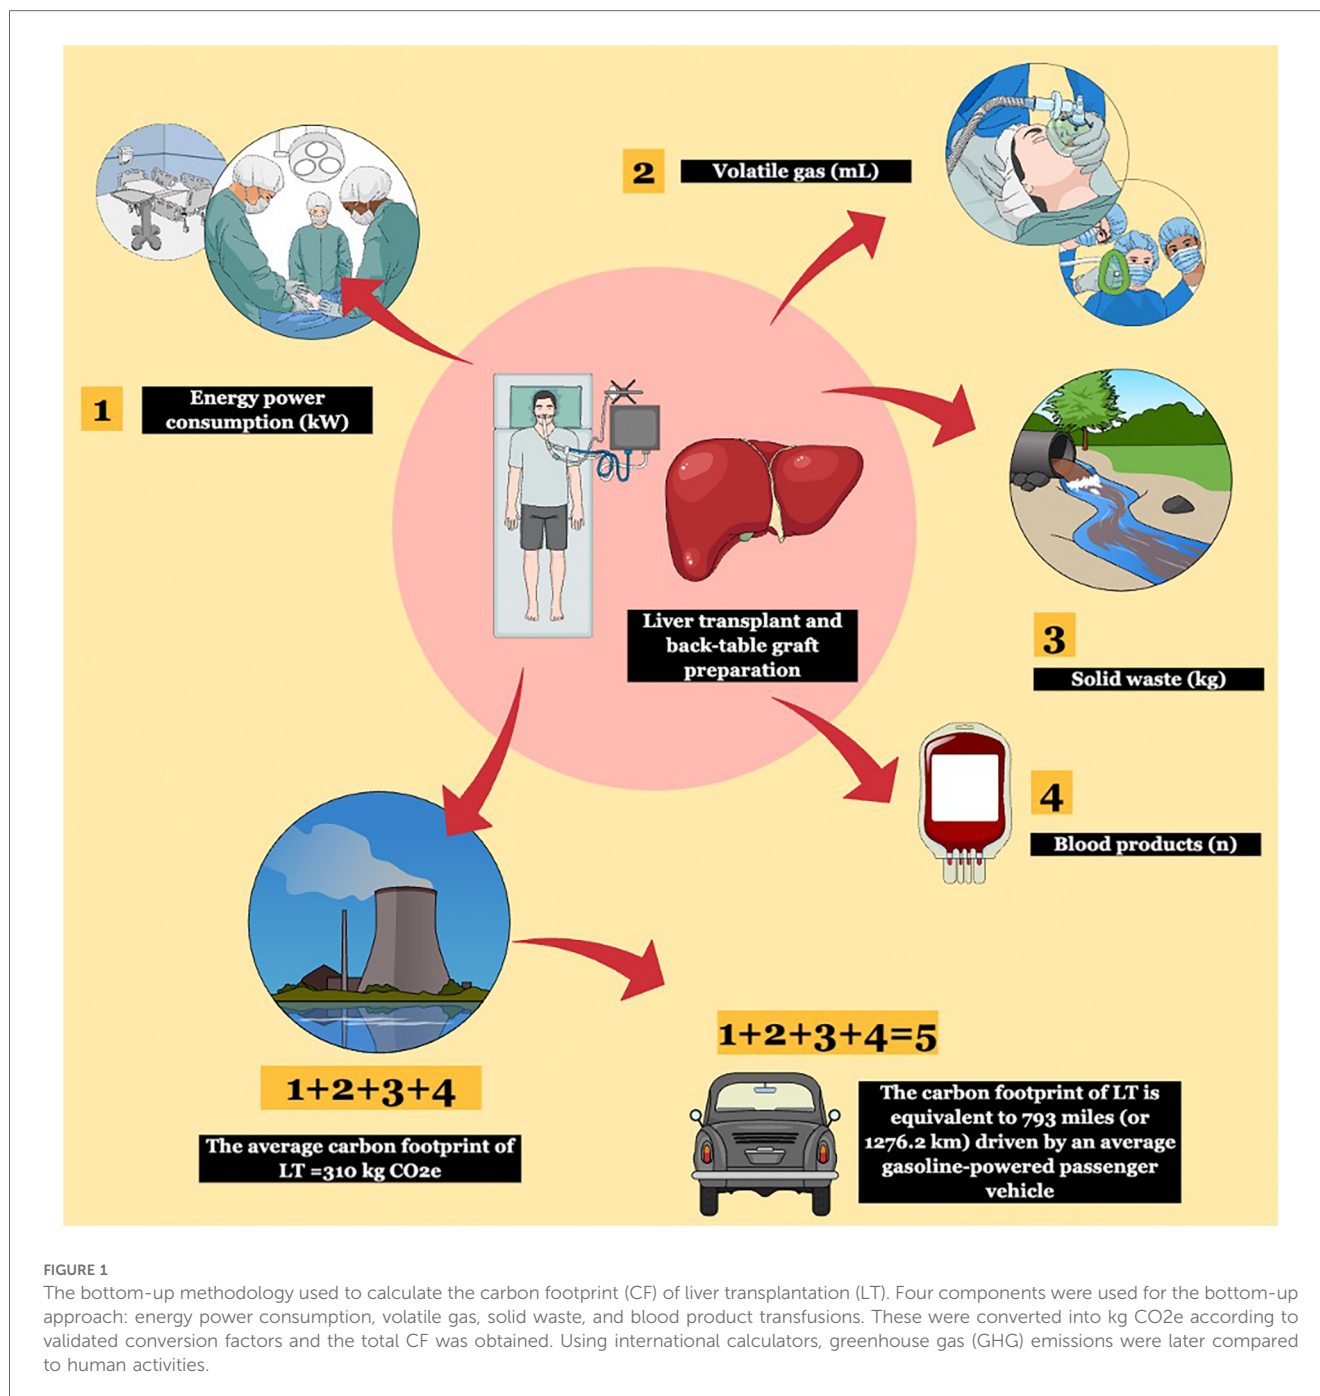 2
Volatile gas (mL)
1
Energy power
consumption (kW)
Liver transplant and
back-table graft
preparation
3
Solid waste (kg)
4
Blood products (n)
1+2+3+4
The average carbon footprint of
LT =310 kg CO2e
1+2+3+4=5
The carbon footprint of LT is
equivalent to 793 miles (or
1276.2 km) driven by an average
gasoline-powered passenger
vehicle
FIGURE 1
The bottom-up methodology used to calculate the carbon footprint (CF) of liver transplantation (LT). Four components were used for the bottom-up
approach: energy power consumption, volatile gas, solid waste, and blood product transfusions. These were converted into kg CO2e according to
validated conversion factors and the total CF was obtained. Using international calculators, greenhouse gas (GHG) emissions were later compared
to human activities.